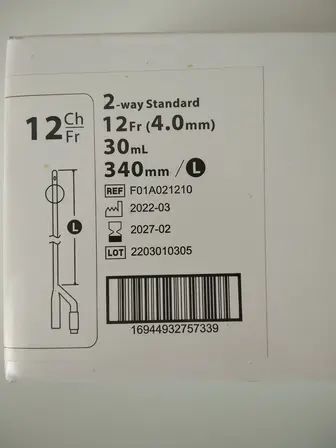 12 Ch/Fr
2-way Standard
12Fr (4.0mm)
30mL
340mm / L
L
REF F01A021210
2022-03
2027-02
LOT 2203010305
16944932757339